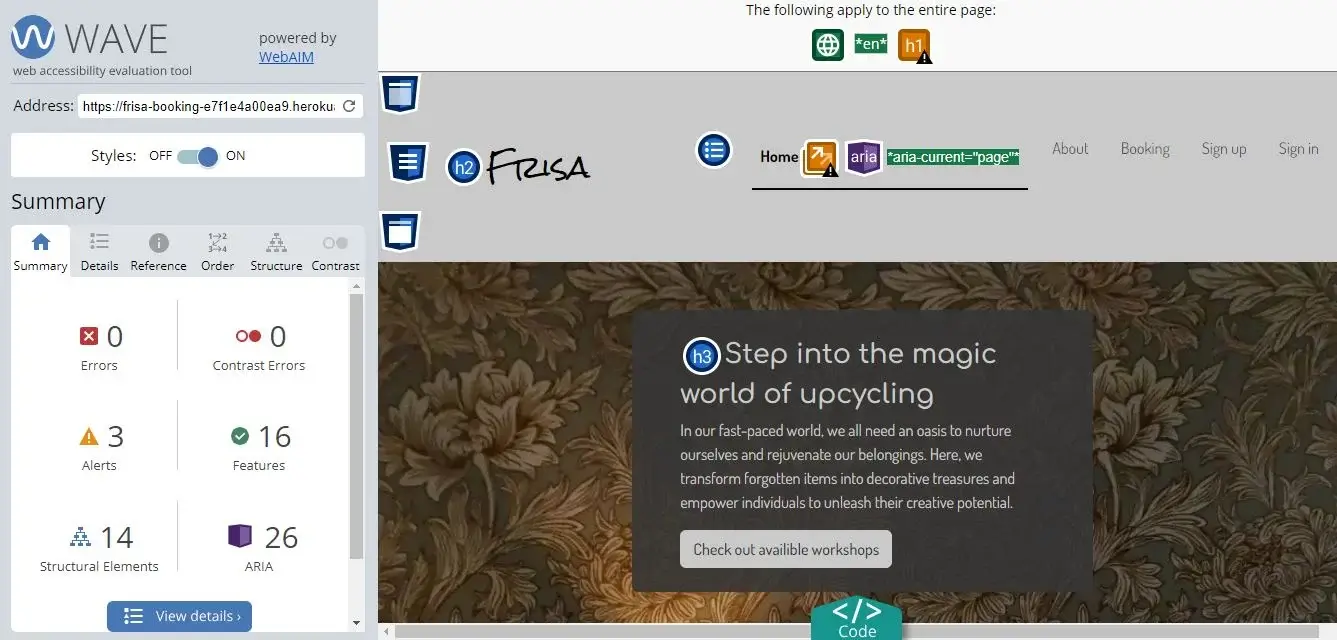 WAVE
web accessibility evaluation tool
powered by
WebAIM
Address: https://frisa-booking-e7f1e4a00ea9.heroku
Styles: OFF ON
Summary
Summary Details Reference Order Structure Contrast
1→2
3→4
0
Errors
0
Contrast Errors
3
Alerts
16
Features
14
Structural Elements
26
ARIA
View details ›
The following apply to the entire page:
*en* h1
h2 Frisa
Home aria *aria-current="page"* About Booking Sign up Sign in
h3 Step into the magic
world of upcycling
In our fast-paced world, we all need an oasis to nurture
ourselves and rejuvenate our belongings. Here, we
transform forgotten items into decorative treasures and
empower individuals to unleash their creative potential.
Check out availible workshops
</>
Code